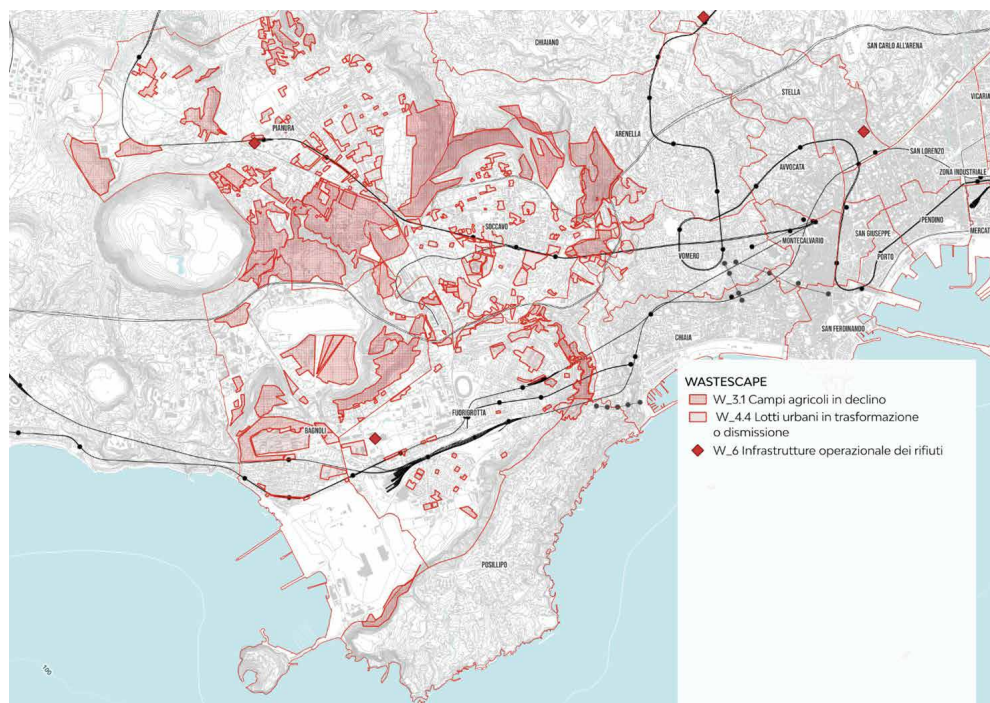 CHIAIANO
SAN CARLO ALL'ARENA
STELLA
VICARIA
PIANURA
ARENELLA
SAN LORENZO
AVVOCATA
ZONA INDUSTRIALE
SOCCAVO
PENDINO
SAN GIUSEPPE
MERCAT
MONTECALVARIO
VOMERO
PORTO
SAN FERDINANDO
CHIAIA
WASTESCAPE
W_3.1 Campi agricoli in declino
W_4.4 Lotti urbani in trasformazione
o dismissione
W_6 Infrastrutture operazionale dei rifiuti
FUORIGROTTA
BAGNOLI
POSILLIPO
100